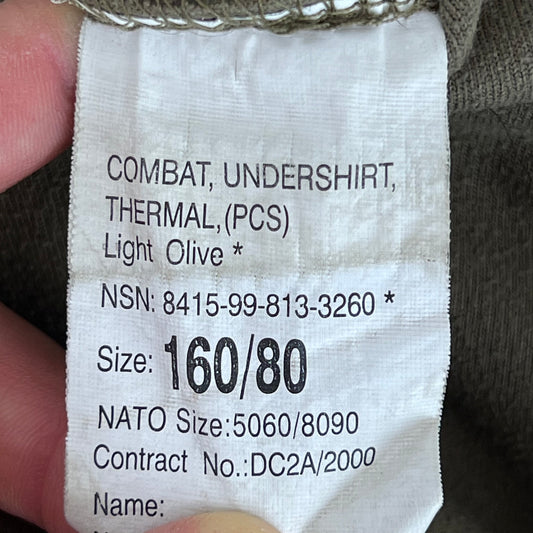 COMBAT, UNDERSHIRT,
THERMAL,(PCS)
Light Olive *
NSN: 8415-99-813-3260 *
Size: 160/80
NATO Size:5060/8090
Contract No.:DC2A/2000
Name: